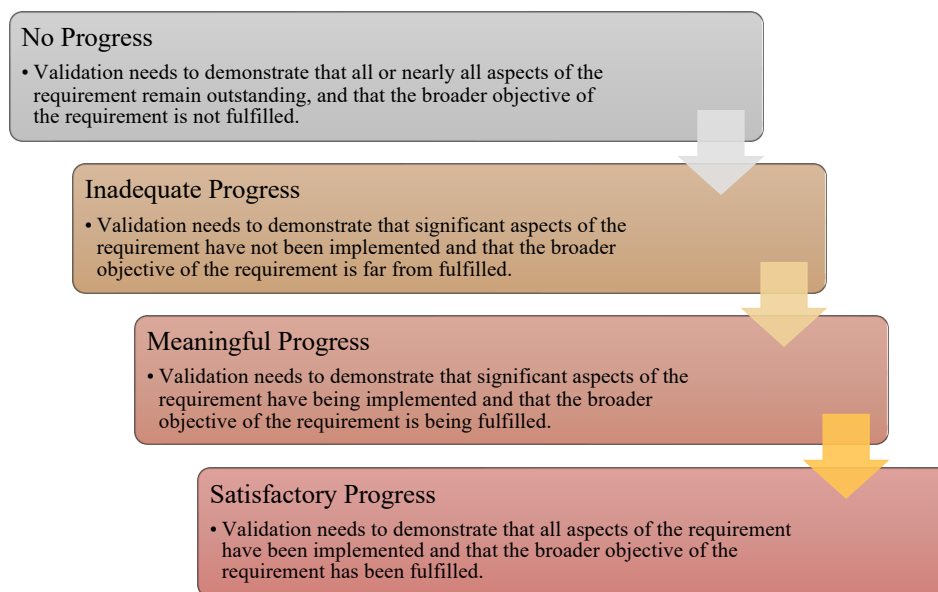 No Progress
• Validation needs to demonstrate that all or nearly all aspects of the
requirement remain outstanding, and that the broader objective of
the requirement is not fulfilled.
Inadequate Progress
• Validation needs to demonstrate that significant aspects of the
requirement have not been implemented and that the broader
objective of the requirement is far from fulfilled.
Meaningful Progress
• Validation needs to demonstrate that significant aspects of the
requirement have being implemented and that the broader
objective of the requirement is being fulfilled.
Satisfactory Progress
• Validation needs to demonstrate that all aspects of the requirement
have been implemented and that the broader objective of the
requirement has been fulfilled.